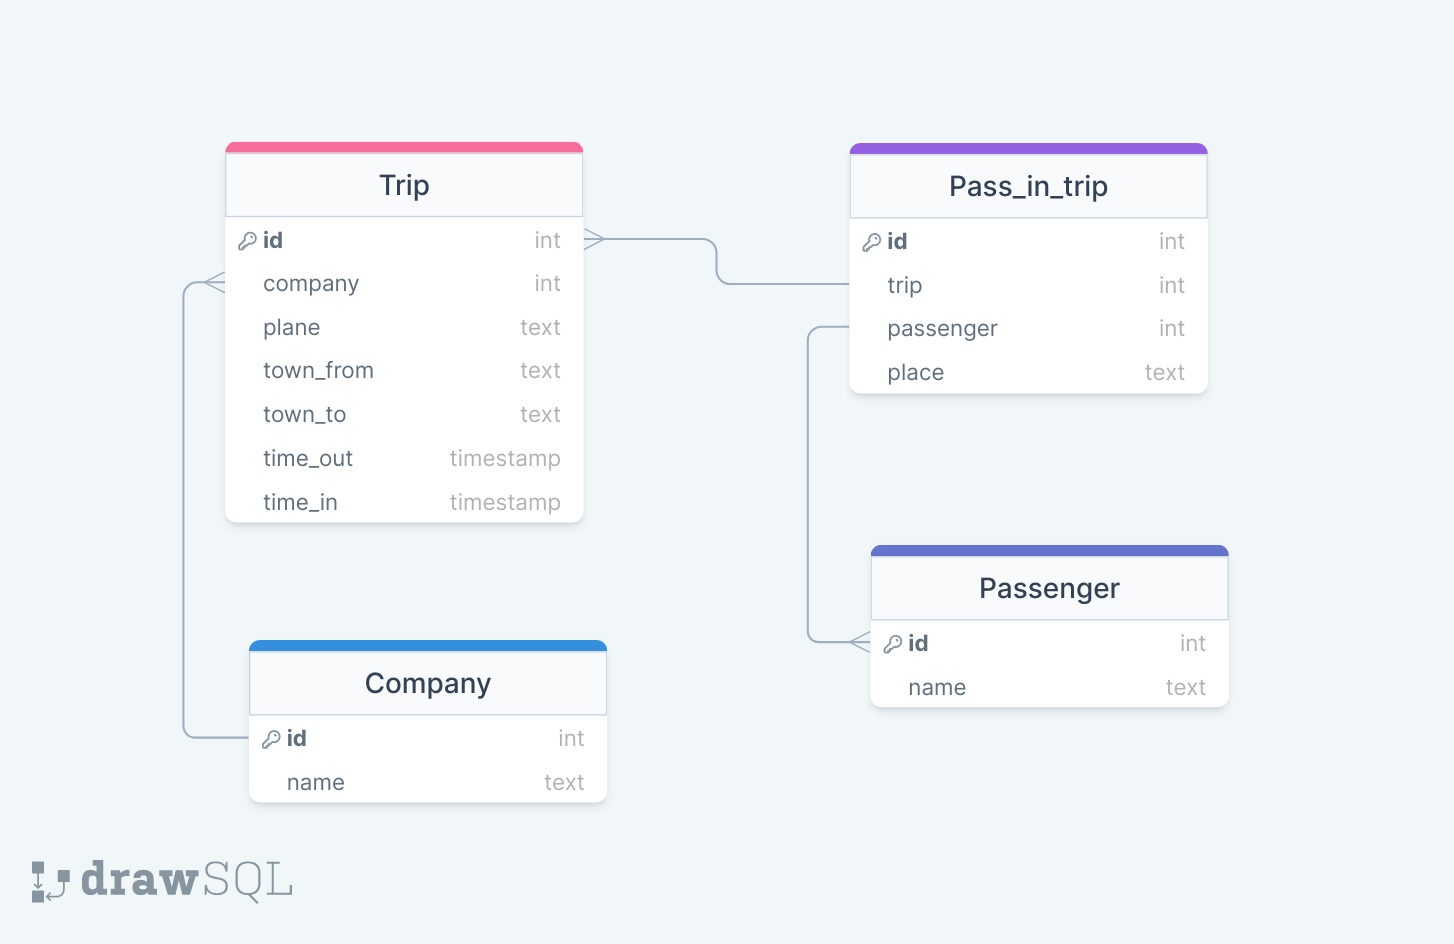 Trip
id int
company int
plane text
town_from text
town_to text
time_out timestamp
time_in timestamp
Pass_in_trip
id int
trip int
passenger int
place text
Passenger
id int
name text
Company
id int
name text
drawSQL